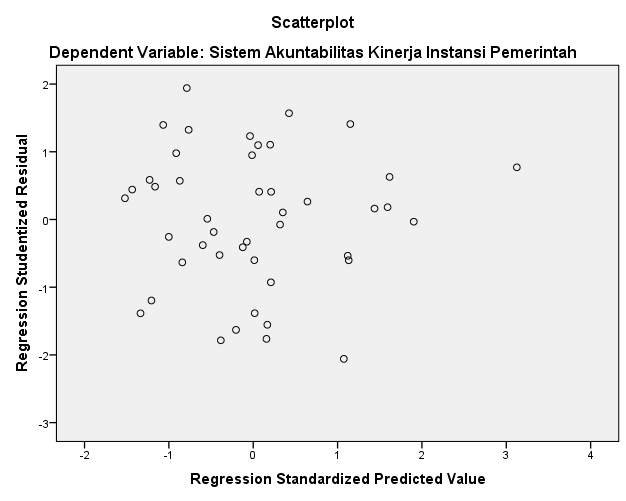 Scatterplot
Dependent Variable: Sistem Akuntabilitas Kinerja Instansi Pemerintah
Regression Studentized Residual
2
1
0
-1
-2
-3
-2 -1 0 1 2 3 4
Regression Standardized Predicted Value